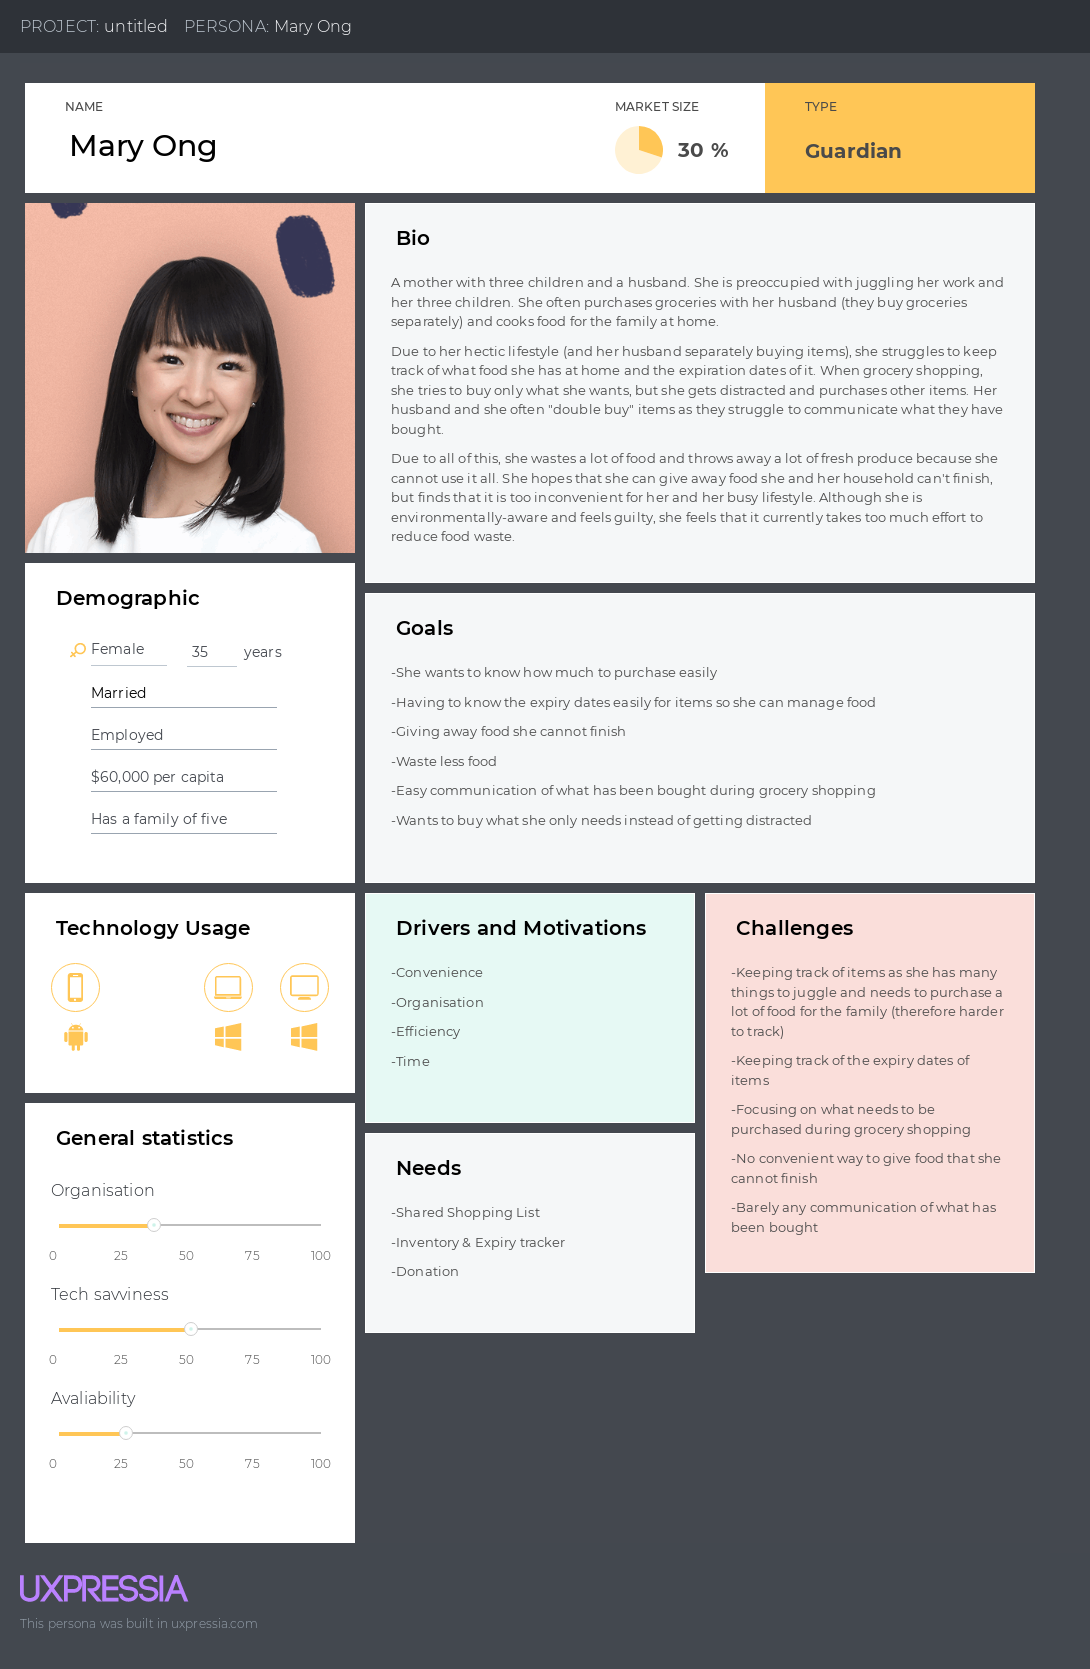 PROJECT: untitled PERSONA: Mary Ong
NAME
Mary Ong
MARKET SIZE
30 %
TYPE
Guardian
Bio
A mother with three children and a husband. She is preoccupied with juggling her work and
her three children. She often purchases groceries with her husband (they buy groceries
separately) and cooks food for the family at home.
Due to her hectic lifestyle (and her husband separately buying items), she struggles to keep
track of what food she has at home and the expiration dates of it. When grocery shopping,
she tries to buy only what she wants, but she gets distracted and purchases other items. Her
husband and she often "double buy" items as they struggle to communicate what they have
bought.
Due to all of this, she wastes a lot of food and throws away a lot of fresh produce because she
cannot use it all. She hopes that she can give away food she and her household can't finish,
but finds that it is too inconvenient for her and her busy lifestyle. Although she is
environmentally-aware and feels guilty, she feels that it currently takes too much effort to
reduce food waste.
Demographic
Female 35 years
Married
Employed
$60,000 per capita
Has a family of five
Goals
-She wants to know how much to purchase easily
-Having to know the expiry dates easily for items so she can manage food
-Giving away food she cannot finish
-Waste less food
-Easy communication of what has been bought during grocery shopping
-Wants to buy what she only needs instead of getting distracted
Technology Usage
Drivers and Motivations
-Convenience
-Organisation
-Efficiency
-Time
Challenges
-Keeping track of items as she has many
things to juggle and needs to purchase a
lot of food for the family (therefore harder
to track)
-Keeping track of the expiry dates of
items
-Focusing on what needs to be
purchased during grocery shopping
-No convenient way to give food that she
cannot finish
-Barely any communication of what has
been bought
General statistics
Organisation
0 25 50 75 100
Tech savviness
0 25 50 75 100
Avaliability
0 25 50 75 100
Needs
-Shared Shopping List
-Inventory & Expiry tracker
-Donation
UXPRESSIA
This persona was built in uxpressia.com